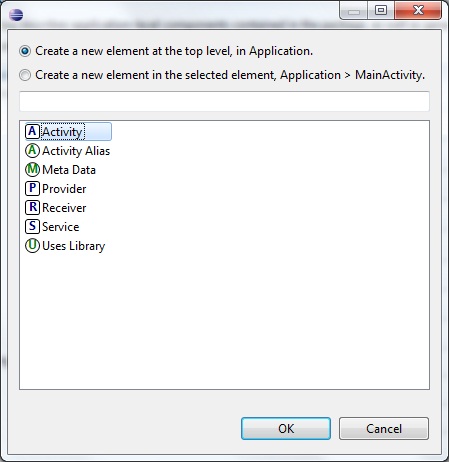 Create a new element at the top level, in Application.
Create a new element in the selected element, Application > MainActivity.
A Activity
A Activity Alias
M Meta Data
P Provider
R Receiver
S Service
U Uses Library
OK Cancel